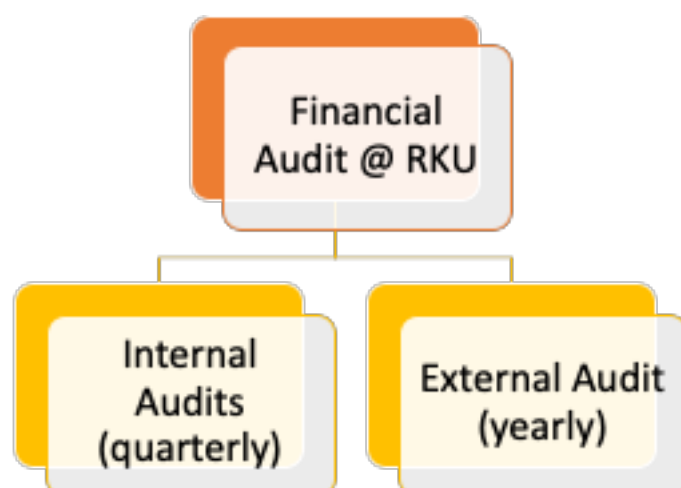 Financial
Audit @ RKU
Internal
Audits
(quarterly)
External Audit
(yearly)